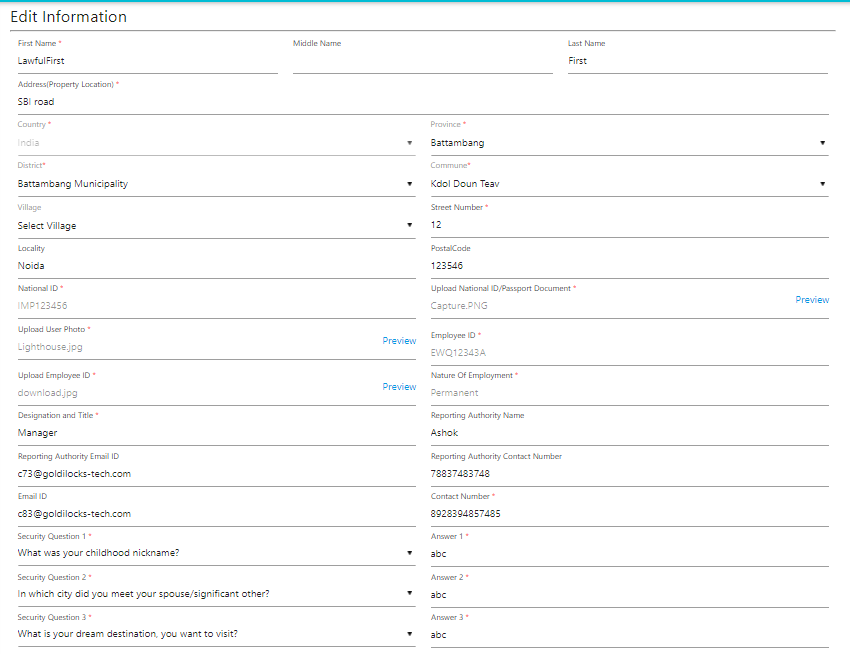 Edit Information
First Name * Middle Name Last Name
LawfulFirst First
Address(Property Location) *
SBI road
Country * Province *
India Battambang
District* Commune*
Battambang Municipality Kdol Doun Teav
Village Street Number *
Select Village 12
Locality PostalCode
Noida 123546
National ID * Upload National ID/Passport Document *
IMP123456 Capture.PNG Preview
Upload User Photo * Employee ID *
Lighthouse.jpg Preview EWQ12343A
Upload Employee ID * Nature Of Employment *
download.jpg Preview Permanent
Designation and Title * Reporting Authority Name
Manager Ashok
Reporting Authority Email ID Reporting Authority Contact Number
c73@goldilocks-tech.com 78837483748
Email ID Contact Number *
c83@goldilocks-tech.com 8928394857485
Security Question 1 * Answer 1 *
What was your childhood nickname? abc
Security Question 2 * Answer 2 *
In which city did you meet your spouse/significant other? abc
Security Question 3 * Answer 3 *
What is your dream destination, you want to visit? abc